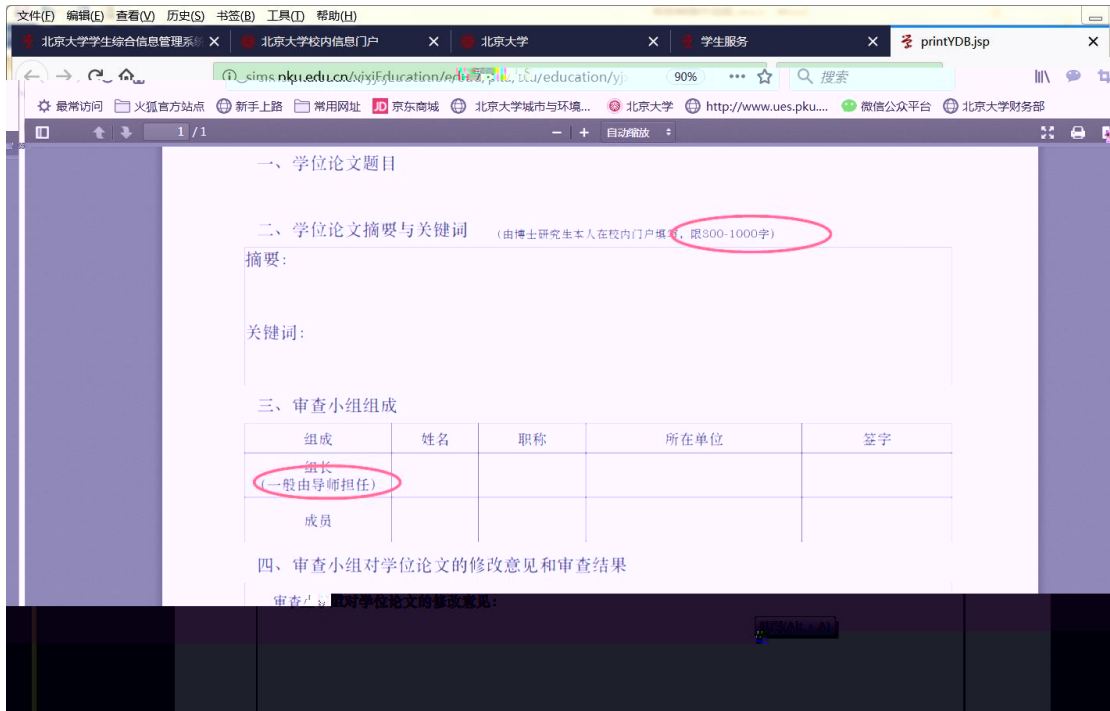 文件(F) 编辑(E) 查看(V) 历史(S) 书签(B) 工具(T) 帮助(H)
北京大学学生综合信息管理系统 北京大学校内信息门户 北京大学 学生服务 printYDB.jsp
sims.pku.edu.cn 90% 搜索
最常访问 火狐官方站点 新手上路 常用网址 JD 京东商城 北京大学城市与环境... 北京大学 http://www.ues.pku.... 微信公众平台 北京大学财务部
1 / 1 自动缩放
一、学位论文题目
二、学位论文摘要与关键词 (由博士研究生本人在校内门户填写, 限800-1000字)
摘要:
关键词:
三、审查小组组成
组成 姓名 职称 所在单位 签字
组长
(一般由导师担任)
成员
四、审查小组对学位论文的修改意见和审查结果
审查小组对学位论文的修改意见: